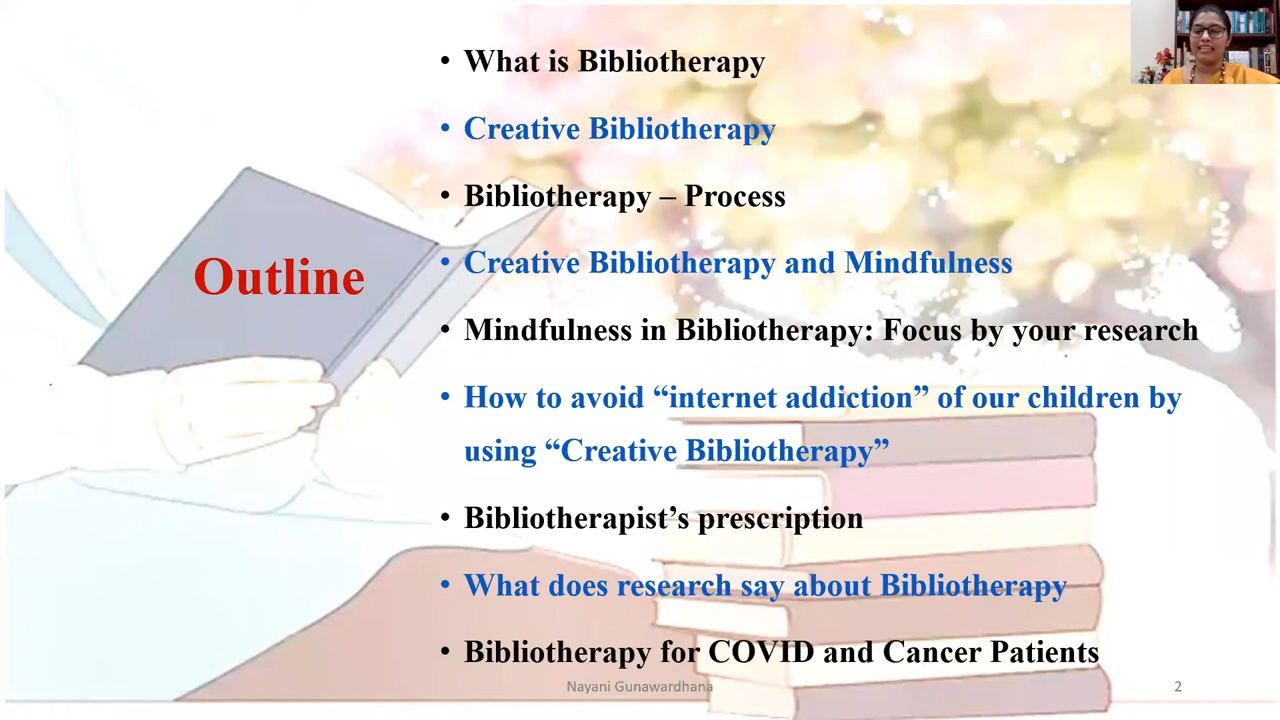 Outline
• What is Bibliotherapy
• Creative Bibliotherapy
• Bibliotherapy – Process
• Creative Bibliotherapy and Mindfulness
• Mindfulness in Bibliotherapy: Focus by your research
• How to avoid “internet addiction” of our children by
using “Creative Bibliotherapy”
• Bibliotherapist’s prescription
• What does research say about Bibliotherapy
• Bibliotherapy for COVID and Cancer Patients
Nayani Gunawardhana
2